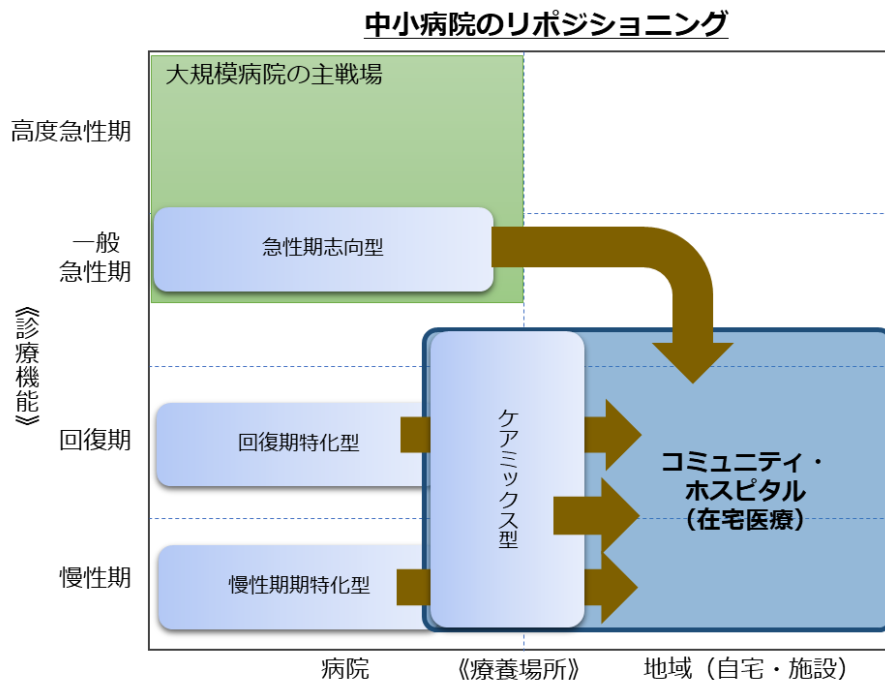 中小病院のリポジショニング
大規模病院の主戦場
高度急性期
一般
急性期
急性期志向型
《診療機能》
回復期
回復期特化型
ケアミックス型
コミュニティ・
ホスピタル
（在宅医療）
慢性期
慢性期期特化型
病院
《療養場所》
地域（自宅・施設）